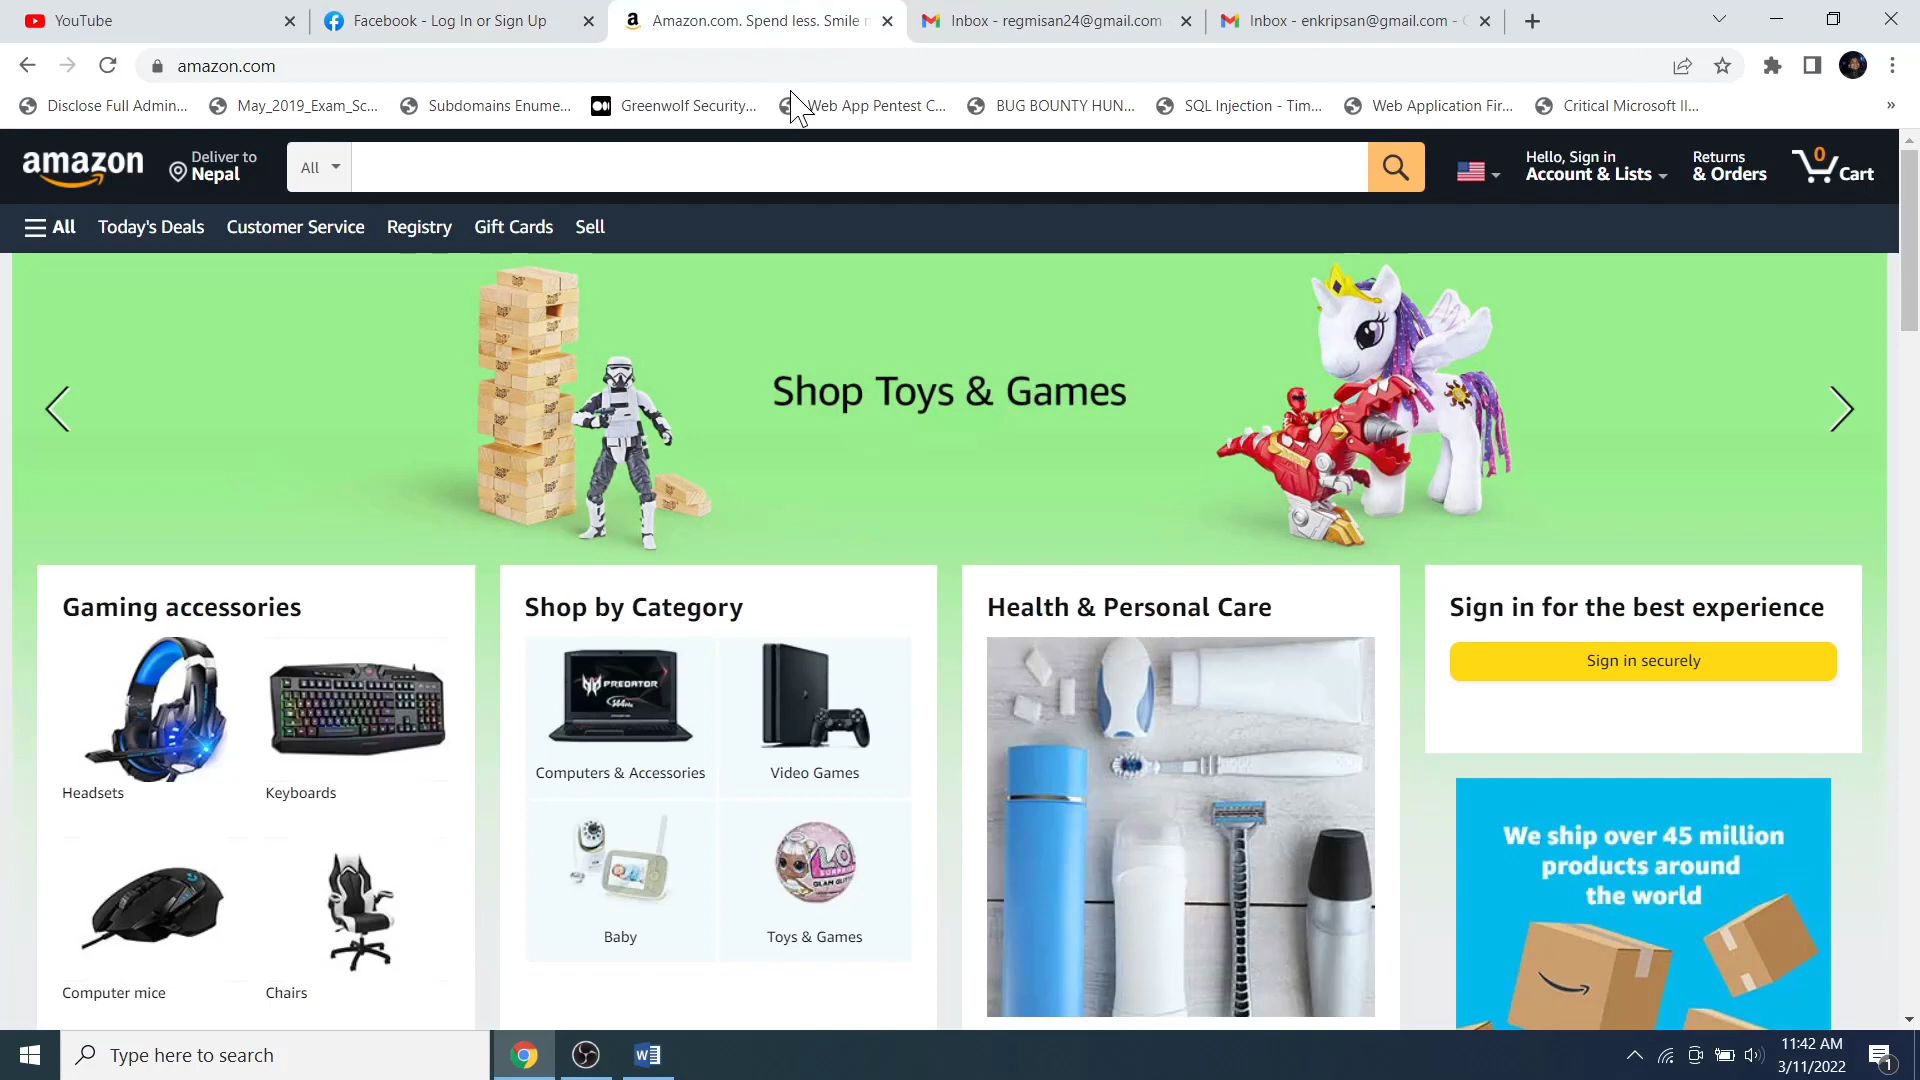 YouTube
Facebook - Log In or Sign Up
Amazon.com. Spend less. Smile
Inbox - regmisan24@gmail.com
Inbox - enkripsan@gmail.com -
amazon.com
Disclose Full Admin...
May_2019_Exam_Sc...
Subdomains Enume...
Greenwolf Security...
Web App Pentest C...
BUG BOUNTY HUN...
SQL Injection - Tim...
Web Application Fir...
Critical Microsoft II...
amazon
Deliver to
Nepal
All
Hello, Sign in
Account & Lists
Returns
& Orders
0
Cart
All
Today's Deals
Customer Service
Registry
Gift Cards
Sell
Shop Toys & Games
Gaming accessories
Headsets
Keyboards
Computer mice
Chairs
Shop by Category
PREDATOR
Computers & Accessories
Video Games
Baby
Toys & Games
Health & Personal Care
Sign in for the best experience
Sign in securely
We ship over 45 million
products around
the world
Type here to search
11:42 AM
3/11/2022
1